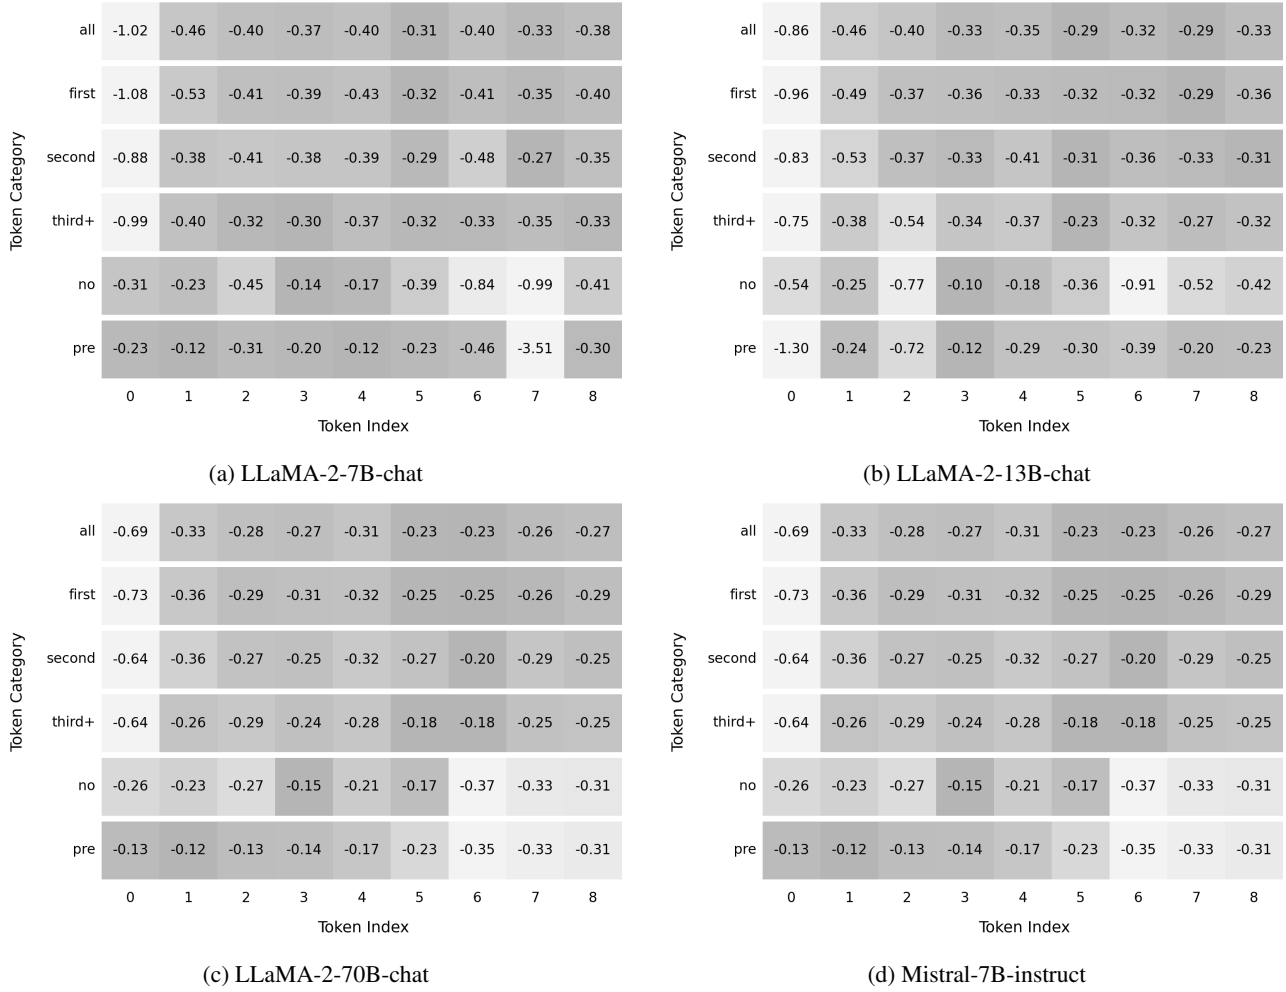 all -1.02 -0.46 -0.40 -0.37 -0.40 -0.31 -0.40 -0.33 -0.38
first -1.08 -0.53 -0.41 -0.39 -0.43 -0.32 -0.41 -0.35 -0.40
second -0.88 -0.38 -0.41 -0.38 -0.39 -0.29 -0.48 -0.27 -0.35
third+ -0.99 -0.40 -0.32 -0.30 -0.37 -0.32 -0.33 -0.35 -0.33
no -0.31 -0.23 -0.45 -0.14 -0.17 -0.39 -0.84 -0.99 -0.41
pre -0.23 -0.12 -0.31 -0.20 -0.12 -0.23 -0.46 -3.51 -0.30
Token Category
0 1 2 3 4 5 6 7 8
Token Index
(a) LLaMA-2-7B-chat
all -0.86 -0.46 -0.40 -0.33 -0.35 -0.29 -0.32 -0.29 -0.33
first -0.96 -0.49 -0.37 -0.36 -0.33 -0.32 -0.32 -0.29 -0.36
second -0.83 -0.53 -0.37 -0.33 -0.41 -0.31 -0.36 -0.33 -0.31
third+ -0.75 -0.38 -0.54 -0.34 -0.37 -0.23 -0.32 -0.27 -0.32
no -0.54 -0.25 -0.77 -0.10 -0.18 -0.36 -0.91 -0.52 -0.42
pre -1.30 -0.24 -0.72 -0.12 -0.29 -0.30 -0.39 -0.20 -0.23
Token Category
0 1 2 3 4 5 6 7 8
Token Index
(b) LLaMA-2-13B-chat
all -0.69 -0.33 -0.28 -0.27 -0.31 -0.23 -0.23 -0.26 -0.27
first -0.73 -0.36 -0.29 -0.31 -0.32 -0.25 -0.25 -0.26 -0.29
second -0.64 -0.36 -0.27 -0.25 -0.32 -0.27 -0.20 -0.29 -0.25
third+ -0.64 -0.26 -0.29 -0.24 -0.28 -0.18 -0.18 -0.25 -0.25
no -0.26 -0.23 -0.27 -0.15 -0.21 -0.17 -0.37 -0.33 -0.31
pre -0.13 -0.12 -0.13 -0.14 -0.17 -0.23 -0.35 -0.33 -0.31
Token Category
0 1 2 3 4 5 6 7 8
Token Index
(c) LLaMA-2-70B-chat
all -0.69 -0.33 -0.28 -0.27 -0.31 -0.23 -0.23 -0.26 -0.27
first -0.73 -0.36 -0.29 -0.31 -0.32 -0.25 -0.25 -0.26 -0.29
second -0.64 -0.36 -0.27 -0.25 -0.32 -0.27 -0.20 -0.29 -0.25
third+ -0.64 -0.26 -0.29 -0.24 -0.28 -0.18 -0.18 -0.25 -0.25
no -0.26 -0.23 -0.27 -0.15 -0.21 -0.17 -0.37 -0.33 -0.31
pre -0.13 -0.12 -0.13 -0.14 -0.17 -0.23 -0.35 -0.33 -0.31
Token Category
0 1 2 3 4 5 6 7 8
Token Index
(d) Mistral-7B-instruct